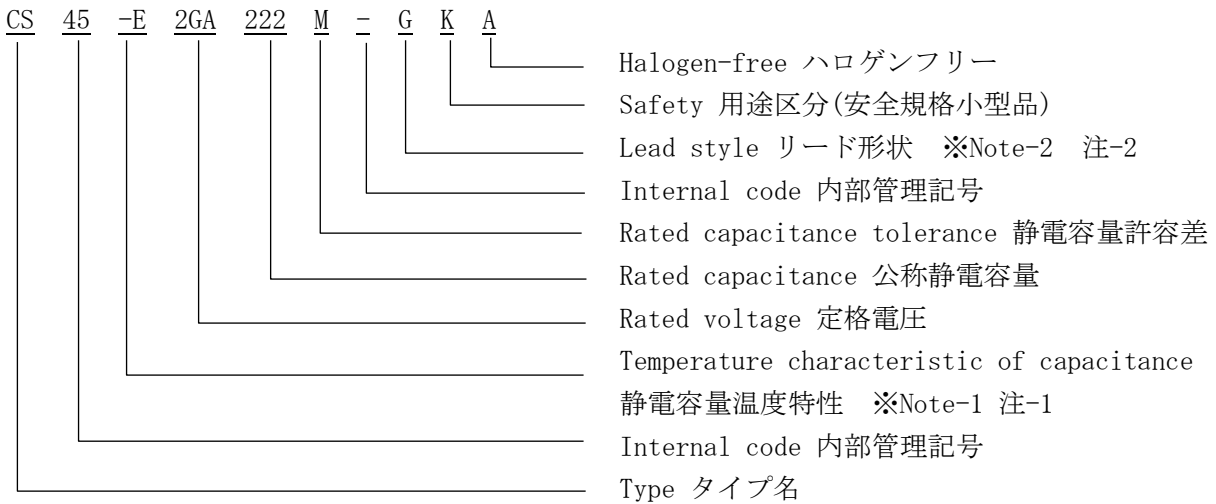 CS 45 -E 2GA 222 M - G K A
Halogen-free ハロゲンフリー
Safety 用途区分(安全規格小型品)
Lead style リード形状 ※Note-2 注-2
Internal code 内部管理記号
Rated capacitance tolerance 静電容量許容差
Rated capacitance 公称静電容量
Rated voltage 定格電圧
Temperature characteristic of capacitance
静電容量温度特性 ※Note-1 注-1
Internal code 内部管理記号
Type タイプ名